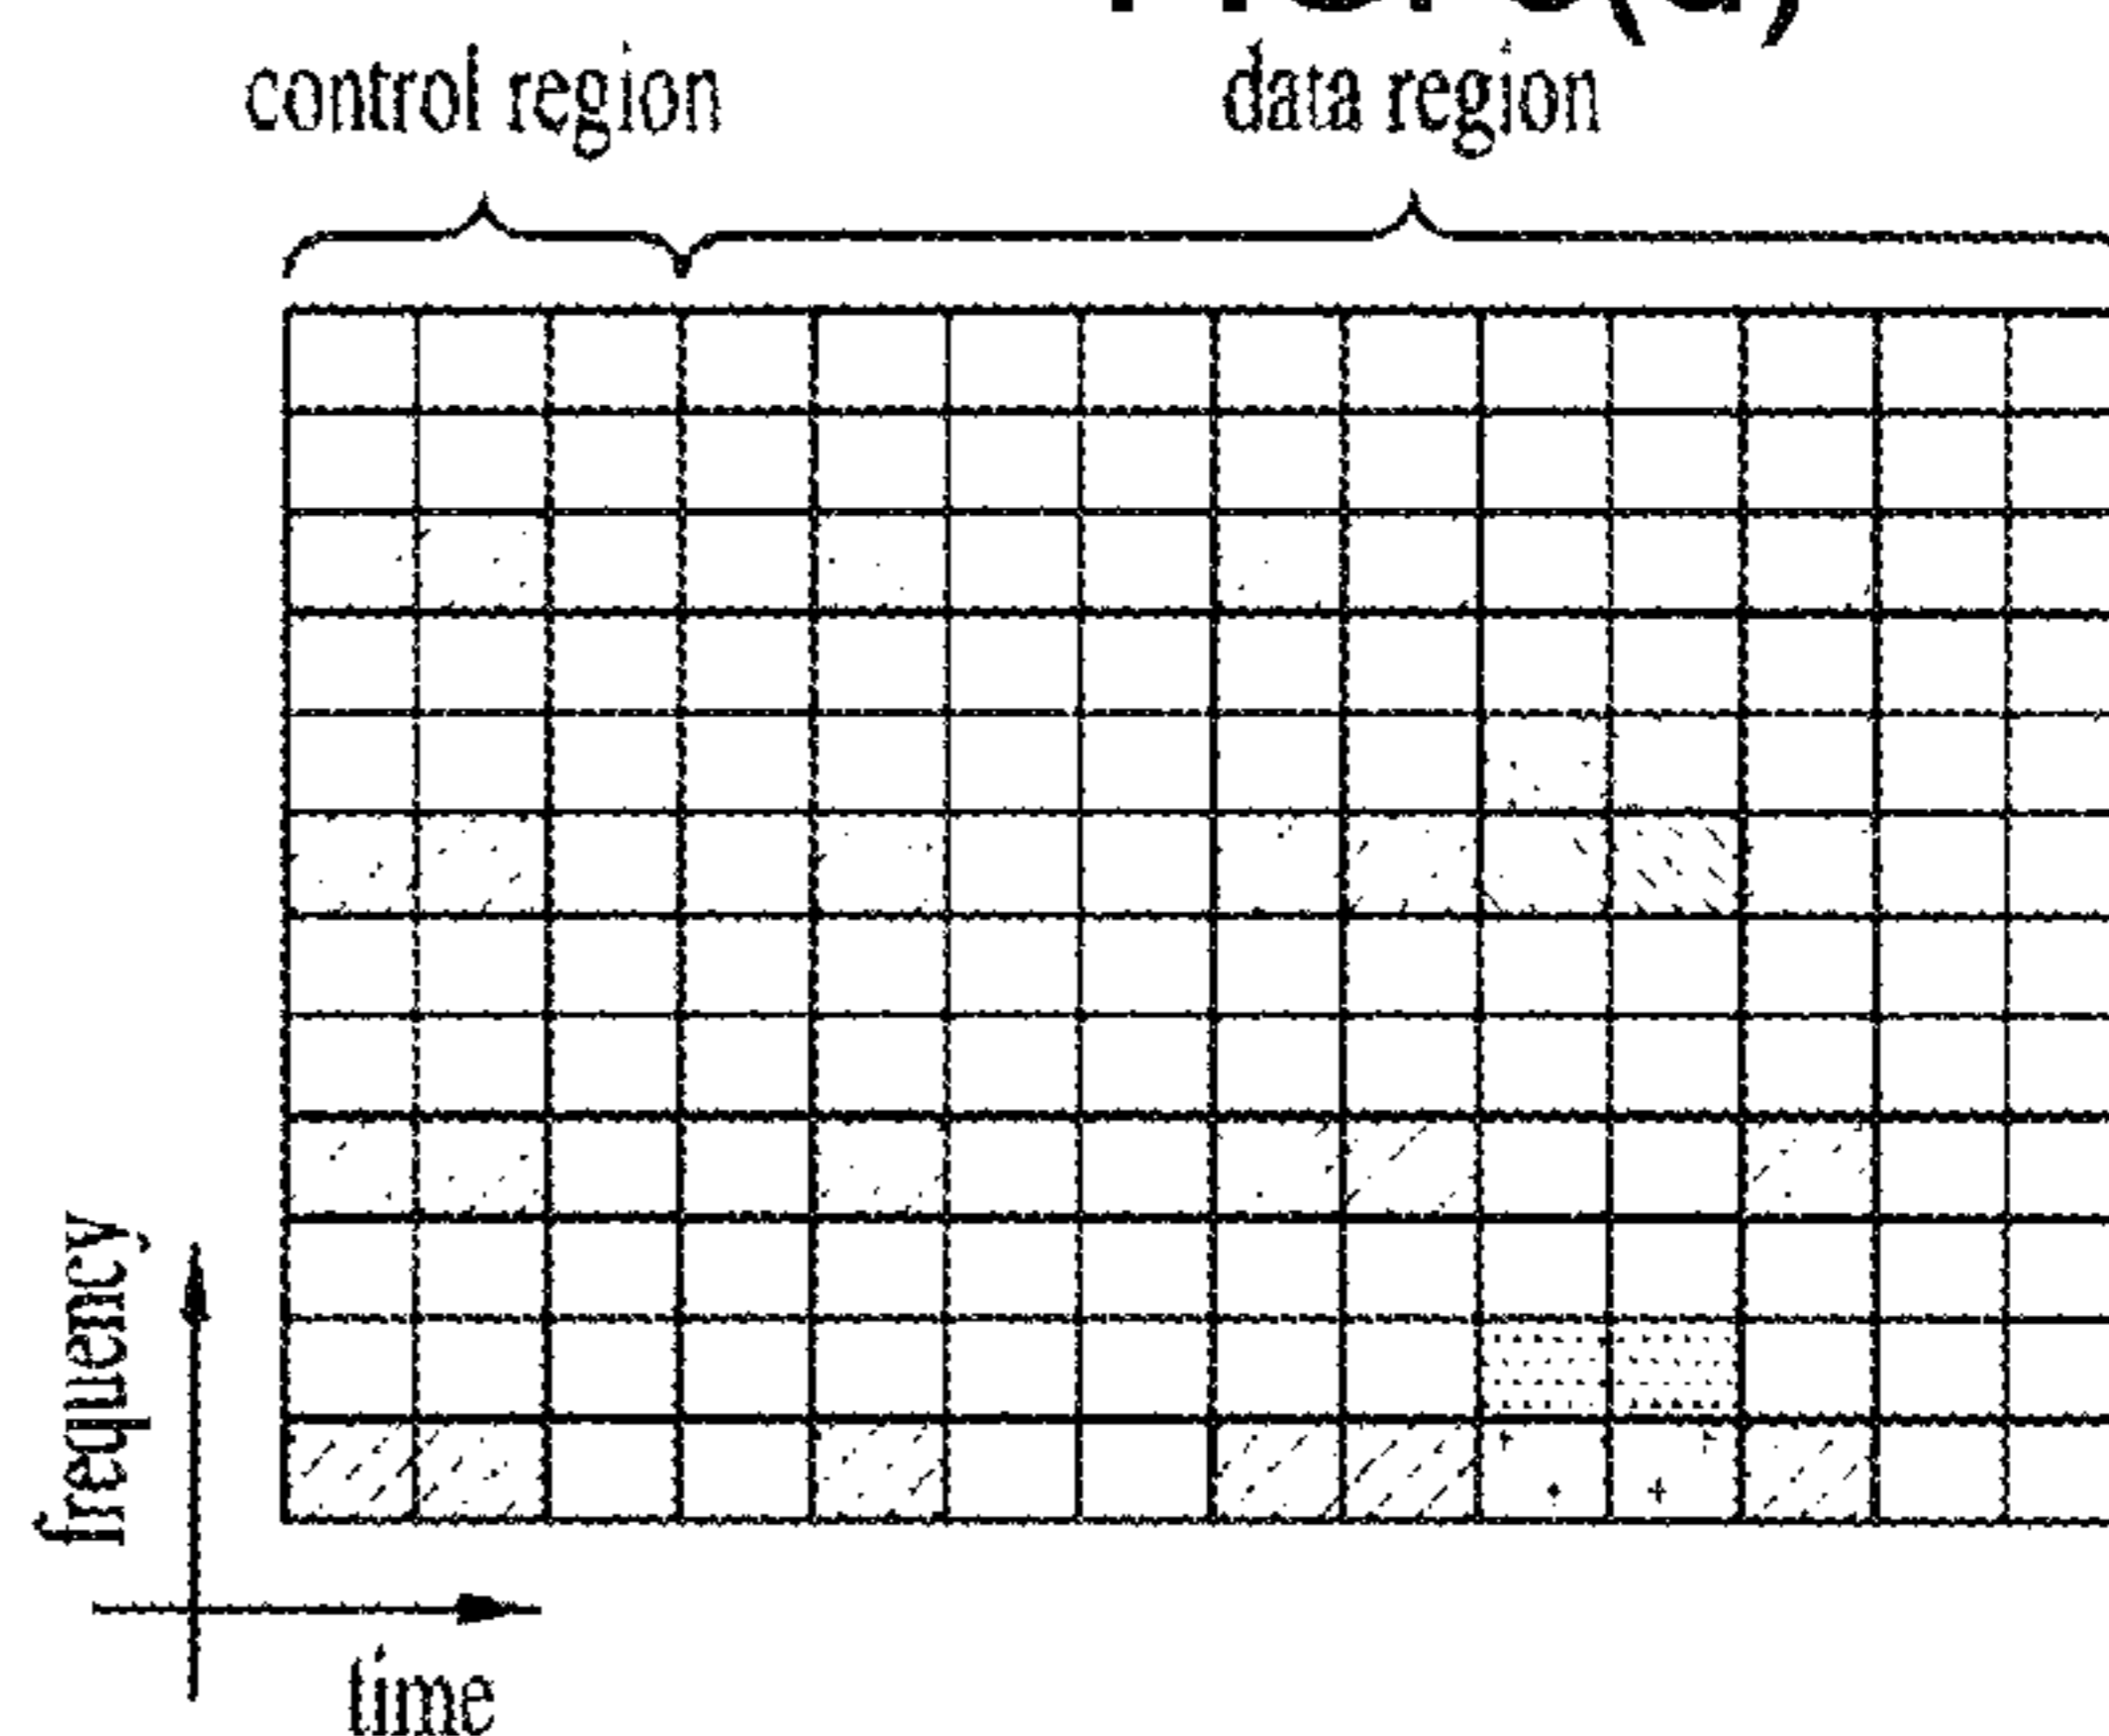 control region
data region
frequency
time